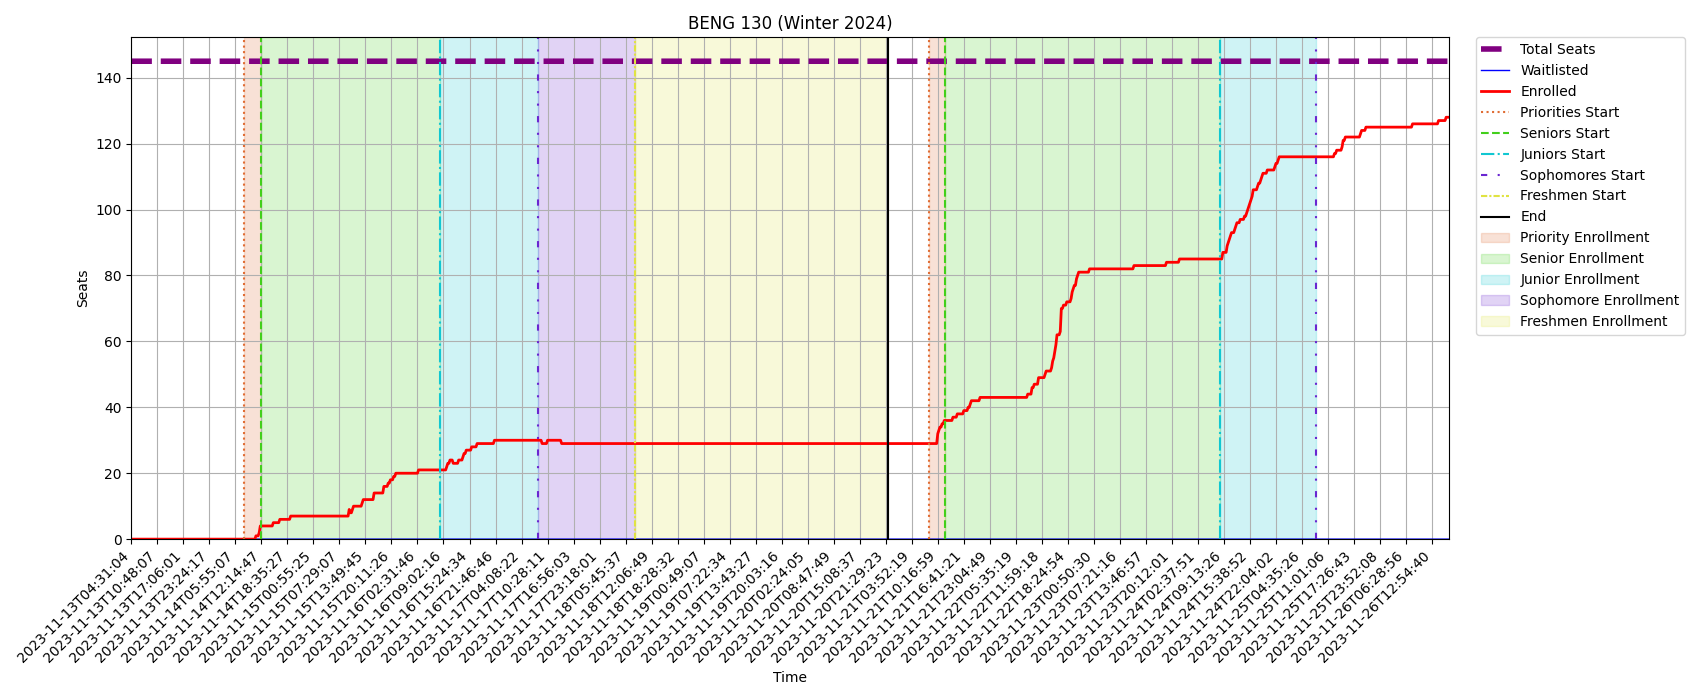 BENG 130 (Winter 2024)
Seats
140
120
100
80
60
40
20
0
2023-11-13T04:31:04
2023-11-13T10:48:07
2023-11-13T17:06:01
2023-11-13T23:24:17
2023-11-14T05:55:07
2023-11-14T12:14:47
2023-11-14T18:35:27
2023-11-15T00:55:25
2023-11-15T07:29:07
2023-11-15T13:49:45
2023-11-15T20:11:26
2023-11-16T02:31:46
2023-11-16T09:02:16
2023-11-16T15:24:34
2023-11-16T21:46:46
2023-11-17T04:08:22
2023-11-17T10:28:11
2023-11-17T16:56:03
2023-11-17T23:18:01
2023-11-18T05:45:37
2023-11-18T12:06:49
2023-11-18T18:28:32
2023-11-19T00:49:07
2023-11-19T07:22:34
2023-11-19T13:43:27
2023-11-19T20:03:16
2023-11-20T02:24:05
2023-11-20T08:47:49
2023-11-20T15:08:37
2023-11-20T21:29:23
2023-11-21T03:52:19
2023-11-21T10:16:59
2023-11-21T16:41:21
2023-11-21T23:04:49
2023-11-22T05:35:19
2023-11-22T11:59:18
2023-11-22T18:24:54
2023-11-23T00:50:30
2023-11-23T07:21:16
2023-11-23T13:46:57
2023-11-23T20:12:01
2023-11-24T02:37:51
2023-11-24T09:13:26
2023-11-24T15:38:52
2023-11-24T22:04:02
2023-11-25T04:35:26
2023-11-25T11:01:06
2023-11-25T17:26:43
2023-11-25T23:52:08
2023-11-26T06:28:56
2023-11-26T12:54:40
Time
Total Seats
Waitlisted
Enrolled
Priorities Start
Seniors Start
Juniors Start
Sophomores Start
Freshmen Start
End
Priority Enrollment
Senior Enrollment
Junior Enrollment
Sophomore Enrollment
Freshmen Enrollment